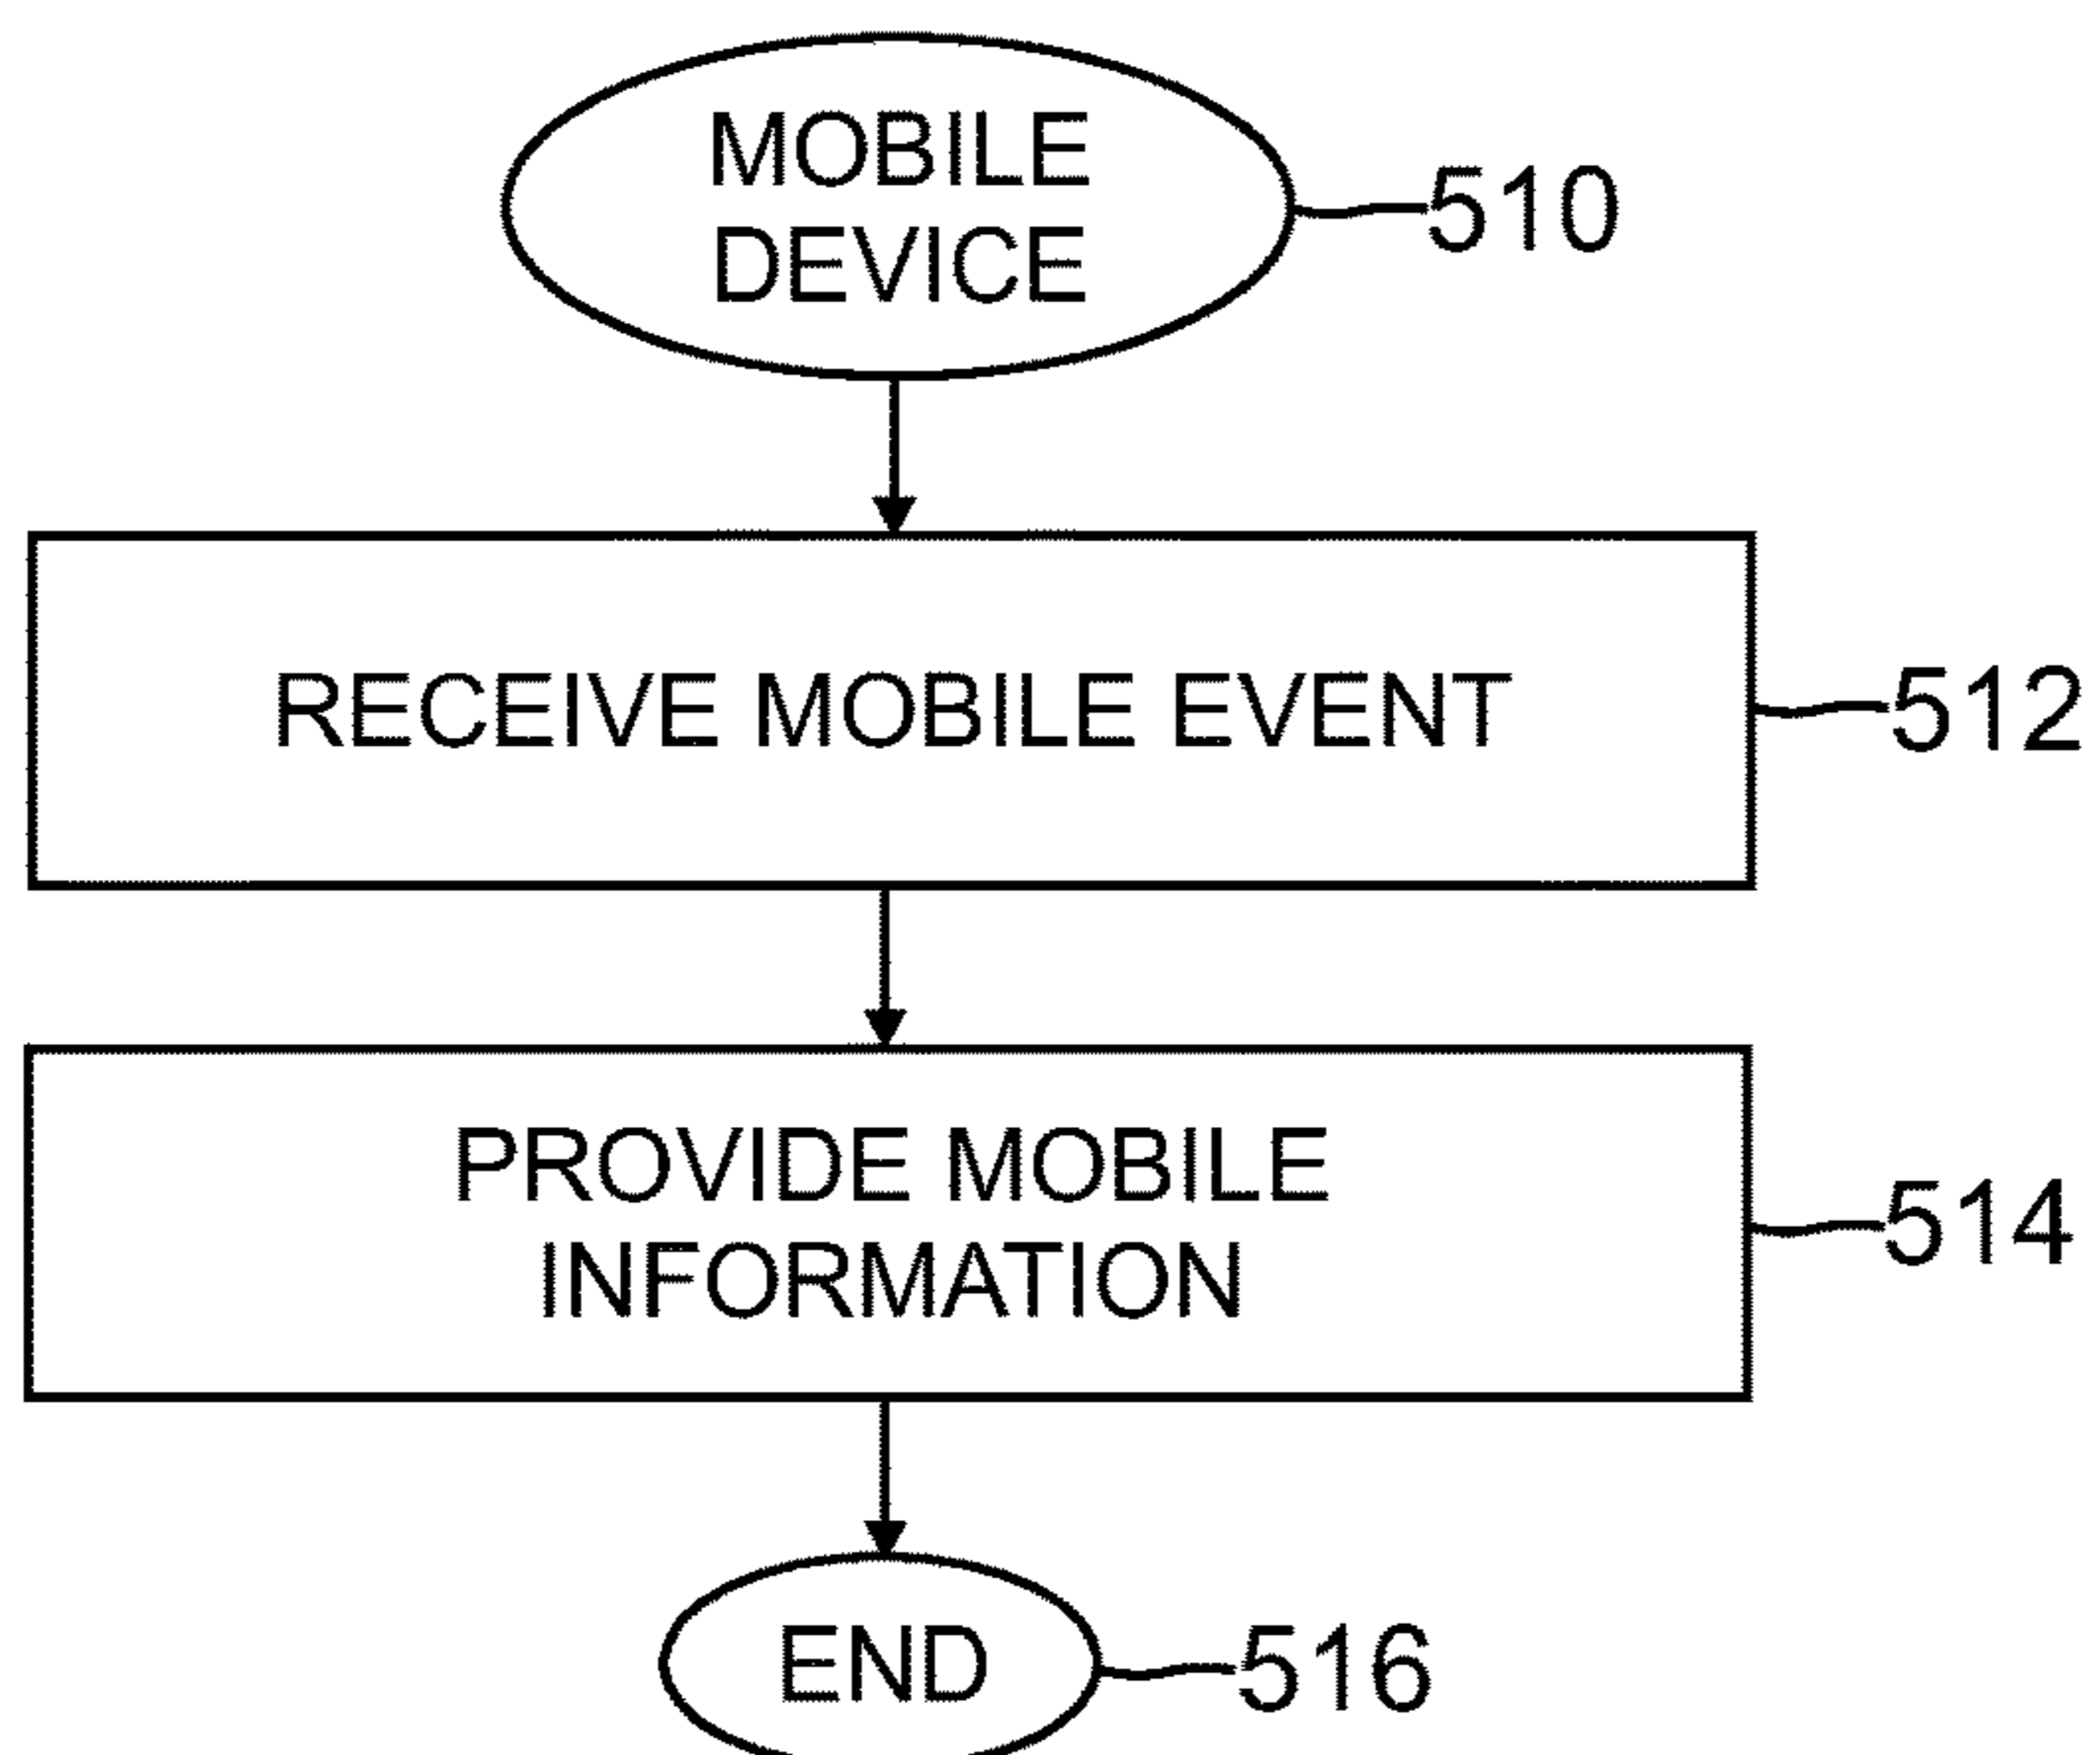 MOBILE
DEVICE
510
RECEIVE MOBILE EVENT
512
PROVIDE MOBILE
INFORMATION
514
END
516